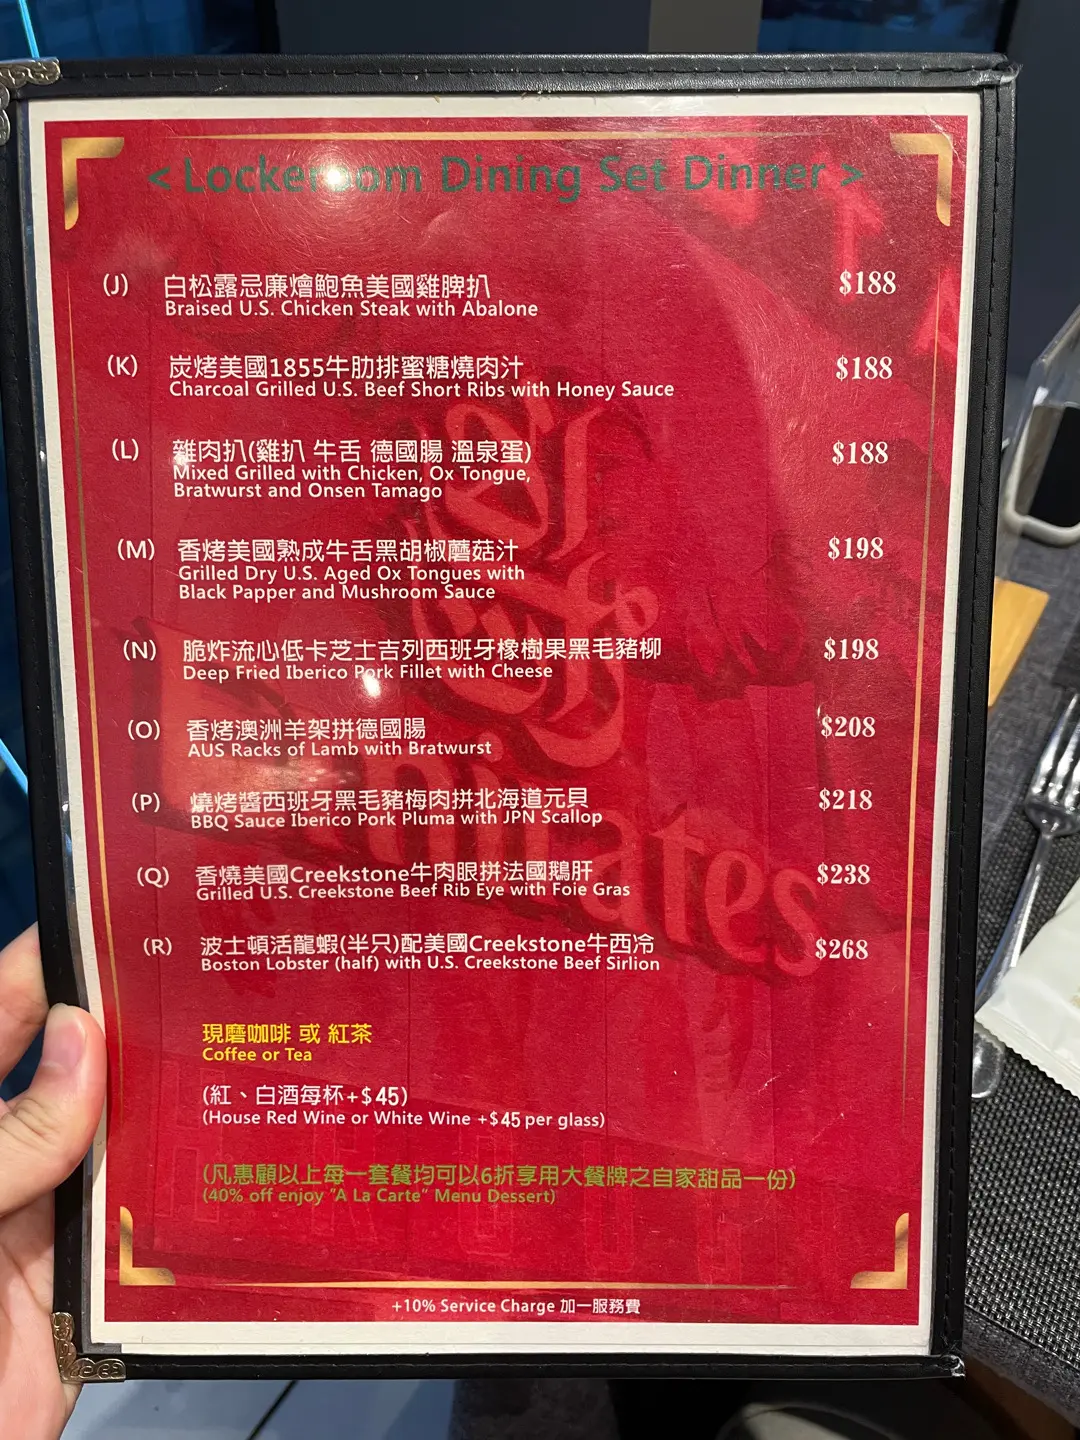 < Lockeroom Dining Set Dinner >
(J) 白松露忌廉燴鮑魚美國雞脾扒 $188
Braised U.S. Chicken Steak with Abalone
(K) 炭烤美國1855牛肋排蜜糖燒肉汁 $188
Charcoal Grilled U.S. Beef Short Ribs with Honey Sauce
(L) 雜肉扒(雞扒 牛舌 德國腸 溫泉蛋) $188
Mixed Grilled with Chicken, Ox Tongue,
Bratwurst and Onsen Tamago
(M) 香烤美國熟成牛舌黑胡椒蘑菇汁 $198
Grilled Dry U.S. Aged Ox Tongues with
Black Papper and Mushroom Sauce
(N) 脆炸流心低卡芝士吉列西班牙橡樹果黑毛豬柳 $198
Deep Fried Iberico Pork Fillet with Cheese
(O) 香烤澳洲羊架拼德國腸 $208
AUS Racks of Lamb with Bratwurst
(P) 燒烤醬西班牙黑毛豬梅肉拼北海道元貝 $218
BBQ Sauce Iberico Pork Pluma with JPN Scallop
(Q) 香燒美國Creekstone牛肉眼拼法國鵝肝 $238
Grilled U.S. Creekstone Beef Rib Eye with Foie Gras
(R) 波士頓活龍蝦(半只)配美國Creekstone牛西冷 $268
Boston Lobster (half) with U.S. Creekstone Beef Sirlion
現磨咖啡 或 紅茶
Coffee or Tea
(紅、白酒每杯+$45)
(House Red Wine or White Wine +$45 per glass)
(凡惠顧以上每一套餐均可以6折享用大餐牌之自家甜品一份)
(40% off enjoy "A La Carte" Menu Dessert)
+10% Service Charge 加一服務費